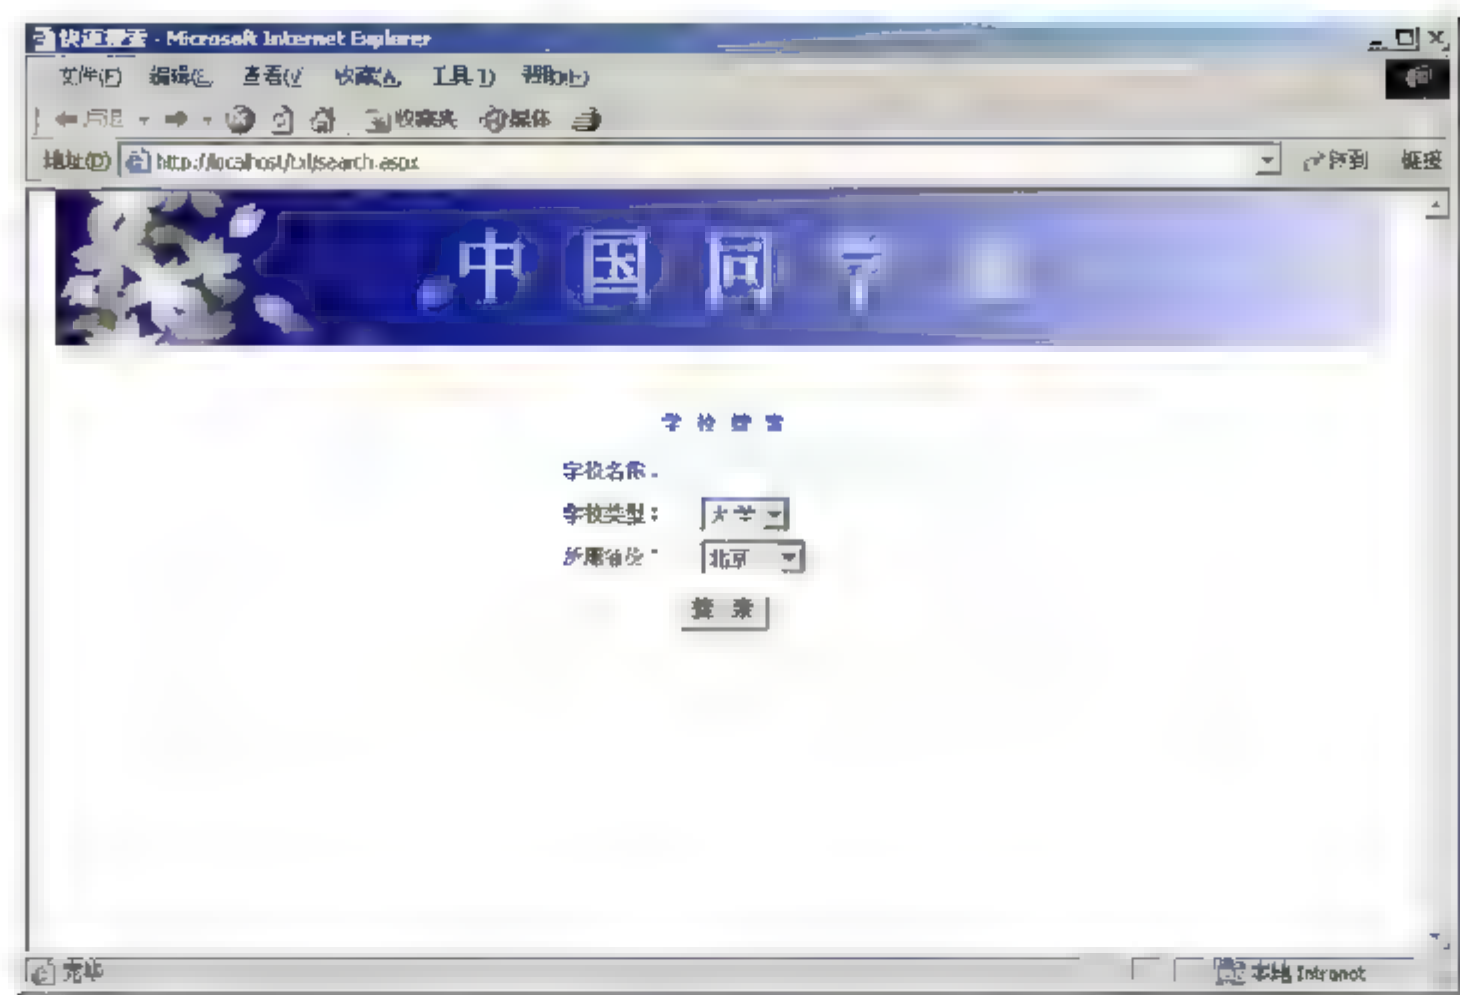 快速搜索 - Microsoft Internet Explorer
文件(F) 编辑(E) 查看(V) 收藏(A) 工具(T) 帮助(H)
后退 收藏夹 媒体
地址(D) http://localhost/txl/search.aspx 转到 链接
中国同学
学校搜索
学校名称:
学校类型: 大学
所属省份: 北京
搜 索
完毕 本地 Intranet